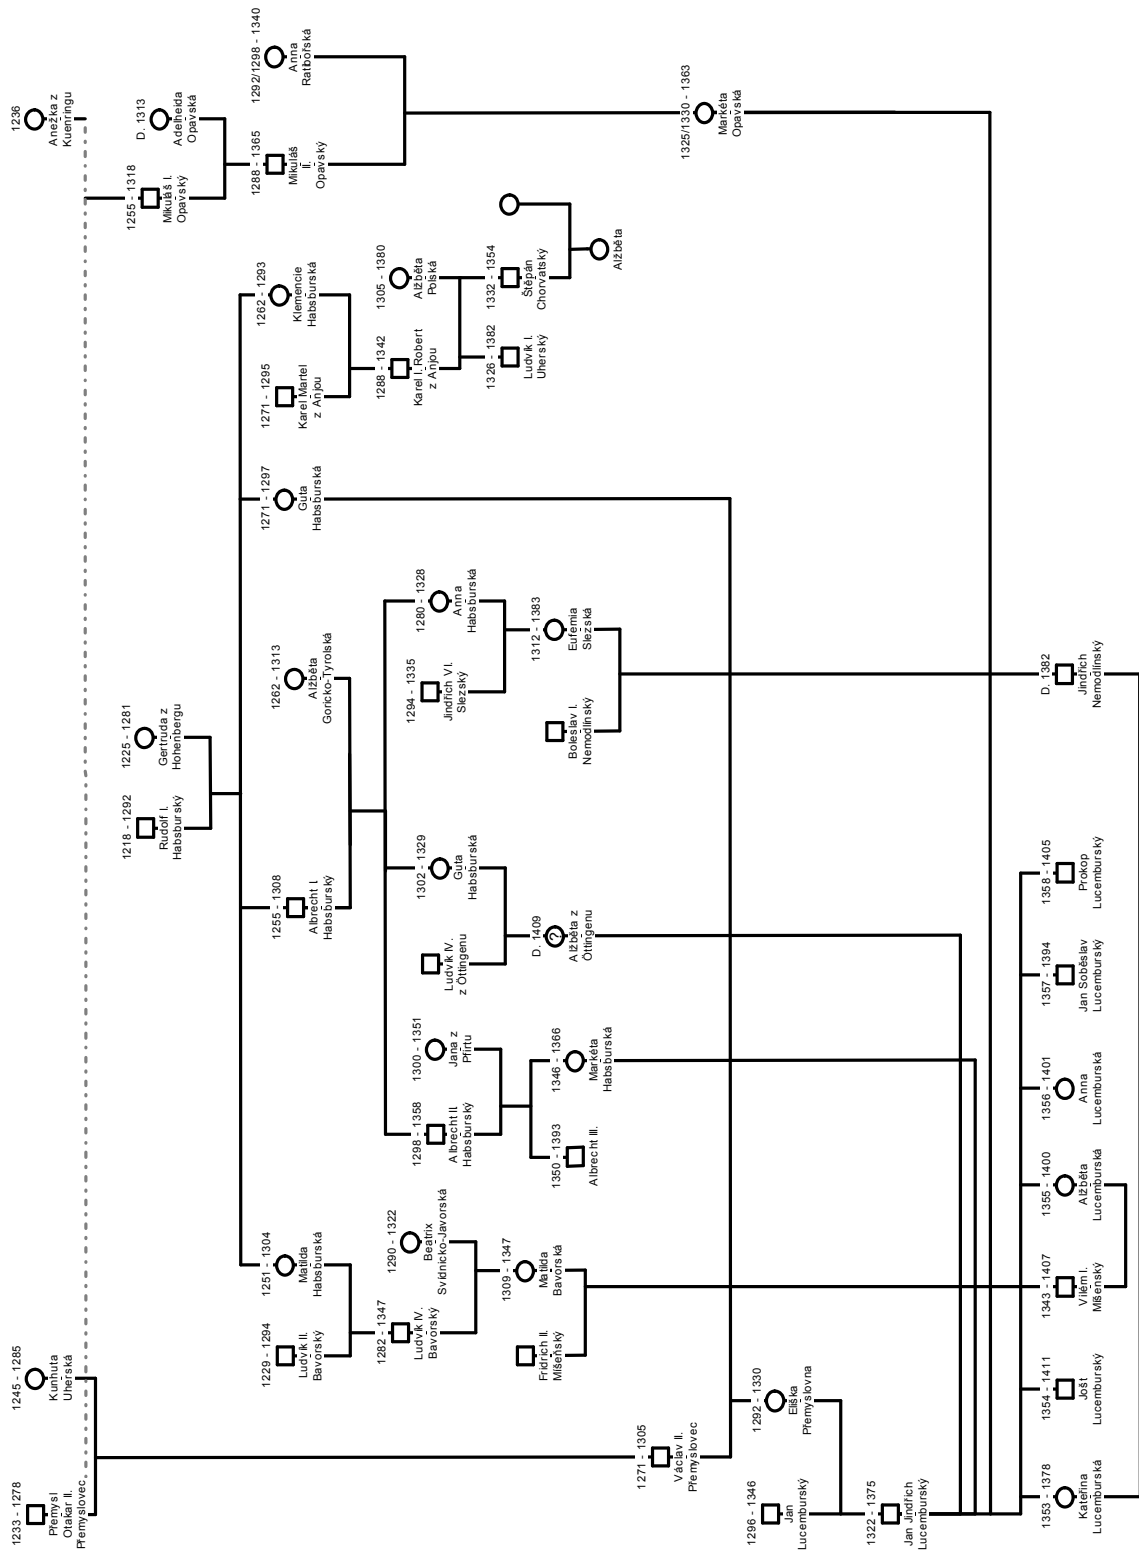 1233 - 1278
Přemysl
Otakar II.
Přemyslovec
1245 - 1285
Kunhuta
Uherská
1236
Anežka z
Kuenringu
1255 - 1318
Mikuláš I.
Opavský
D. 1313
Adelheida
Opavská
1218 - 1292
Rudolf I.
Habsburský
1225 - 1281
Gertruda z
Hohenbergu
1288 - 1365
Mikuláš
II.
Opavský
1292/1298 - 1340
Anna
Ratibořská
1229 - 1294
Ludvík II.
Bavorský
1251 - 1304
Matilda
Habsburská
1255 - 1308
Albrecht I.
Habsburský
1262 - 1313
Alžběta
Goricko-Tyrolská
1271 - 1297
Guta
Habsburská
1271 - 1295
Karel Martel
z Anjou
1262 - 1293
Klemencie
Habsburská
1282 - 1347
Ludvík IV.
Bavorský
1290 - 1322
Beatrix
Svídnicko-Javorská
1298 - 1358
Albrecht II.
Habsburský
1300 - 1351
Jana z
Pfirtu
Ludvík IV.
z Öttingenu
1302 - 1329
Guta
Habsburská
1294 - 1335
Jindřich VI.
Slezský
1280 - 1328
Anna
Habsburská
1288 - 1342
Karel I. Robert
z Anjou
1305 - 1380
Alžběta
Polská
Fridrich II.
Míšeňský
1309 - 1347
Matilda
Bavorská
1350 - 1393
Albrecht III.
1346 - 1366
Markéta
Habsburská
D. 1409
?
Alžběta z
Öttingenu
Boleslav I.
Nemodlinský
1312 - 1383
Eufemia
Slezská
1326 - 1382
Ludvík I.
Uherský
1332 - 1354
Štěpán
Chorvatský
Alžběta
1271 - 1305
Václav II.
Přemyslovec
1325/1330 - 1363
Markéta
Opavská
1296 - 1346
Jan
Lucemburský
1292 - 1330
Eliška
Přemyslovna
1322 - 1375
Jan Jindřich
Lucemburský
1353 - 1378
Kateřina
Lucemburská
1354 - 1411
Jošt
Lucemburský
1343 - 1407
Vilém I.
Míšenský
1355 - 1400
Alžběta
Lucemburská
1356 - 1401
Anna
Lucemburská
1357 - 1394
Jan Soběslav
Lucemburský
1358 - 1405
Prokop
Lucemburský
D. 1382
Jindřich
Nemodlinský